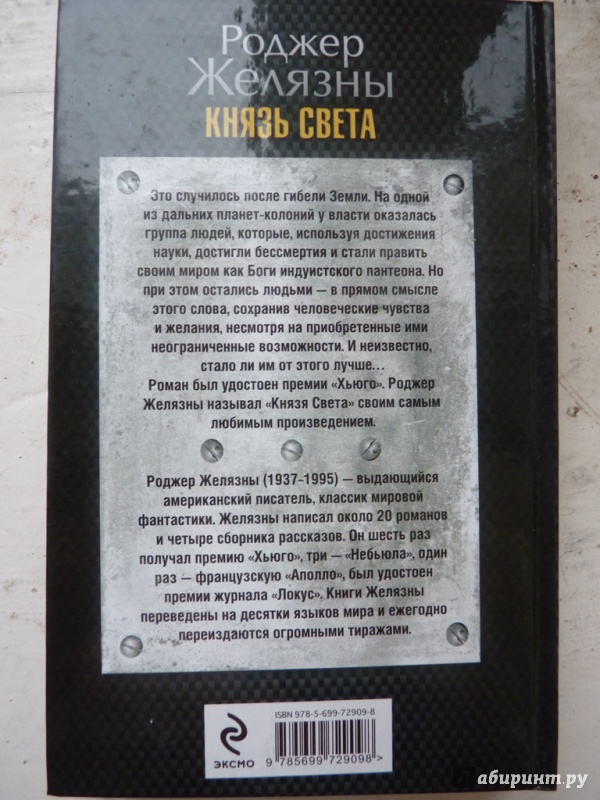 Роджер
Желязны
КНЯЗЬ СВЕТА
Это случилось после гибели Земли. На одной
из дальних планет-колоний у власти оказалась
группа людей, которые, используя достижения
науки, достигли бессмертия и стали править
своим миром как Боги индуистского пантеона. Но
при этом остались людьми – в прямом смысле
этого слова, сохранив человеческие чувства
и желания, несмотря на приобретенные ими
неограниченные возможности. И неизвестно,
стало ли им от этого лучше...
Роман был удостоен премии «Хьюго». Роджер
Желязны называл «Князя Света» своим самым
любимым произведением.
Роджер Желязны (1937-1995) — выдающийся
американский писатель, классик мировой
фантастики. Желязны написал около 20 романов
и четыре сборника рассказов. Он шесть раз
получал премию «Хьюго», три — «Небьюла», один
раз — французскую «Аполло», был удостоен
премии журнала «Локус». Книги Желязны
переведены на десятки языков мира и ежегодно
переиздаются огромными тиражами.
ЭКСМО
ISBN 978-5-699-72909-8
9 785699 729098 >
абиринт.ру